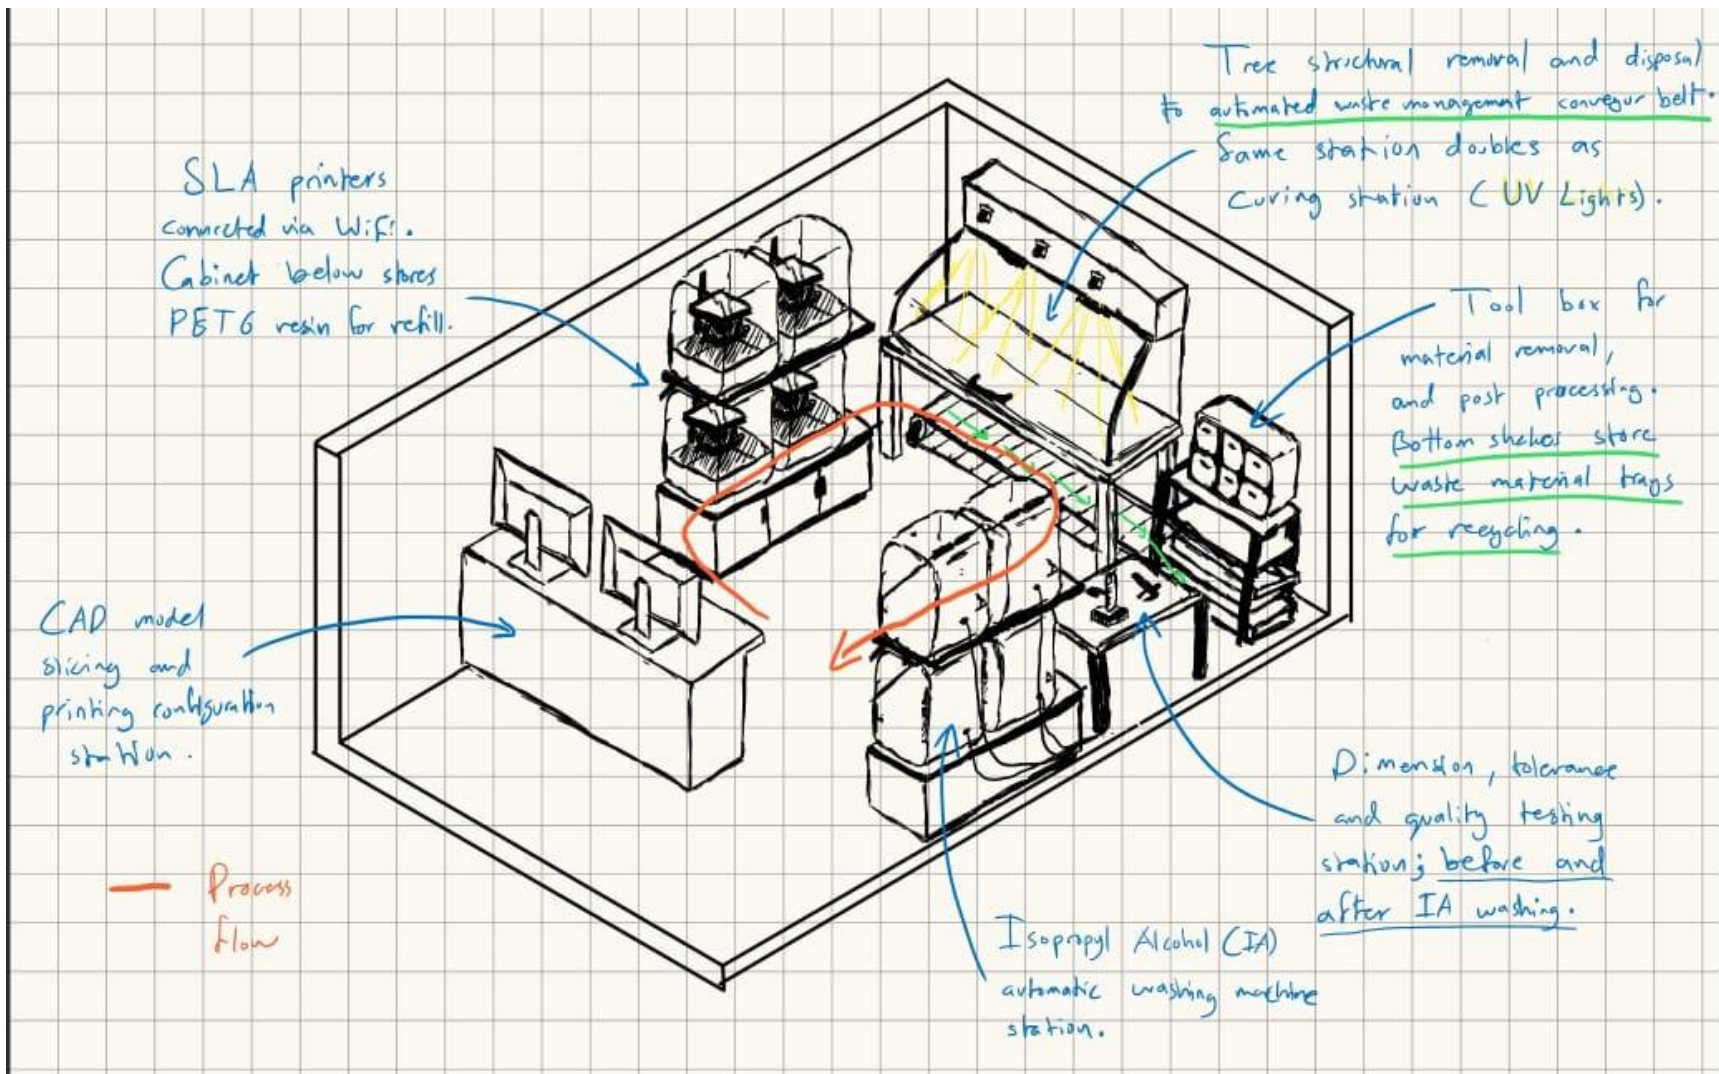 Tree structural removal and disposal
to automated waste management conveyor belt.
Same station doubles as
curing station (UV Lights).
SLA printers
connected via WiFi.
Cabinet below stores
PETG resin for refill.
Tool box for
material removal,
and post processing.
Bottom shelves store
waste material trays
for recycling.
CAD model
slicing and
printing configuration
station.
Dimension, tolerance
and quality testing
station; before and
after IA washing.
Isopropyl Alcohol (IA)
automatic washing machine
station.
Process
flow